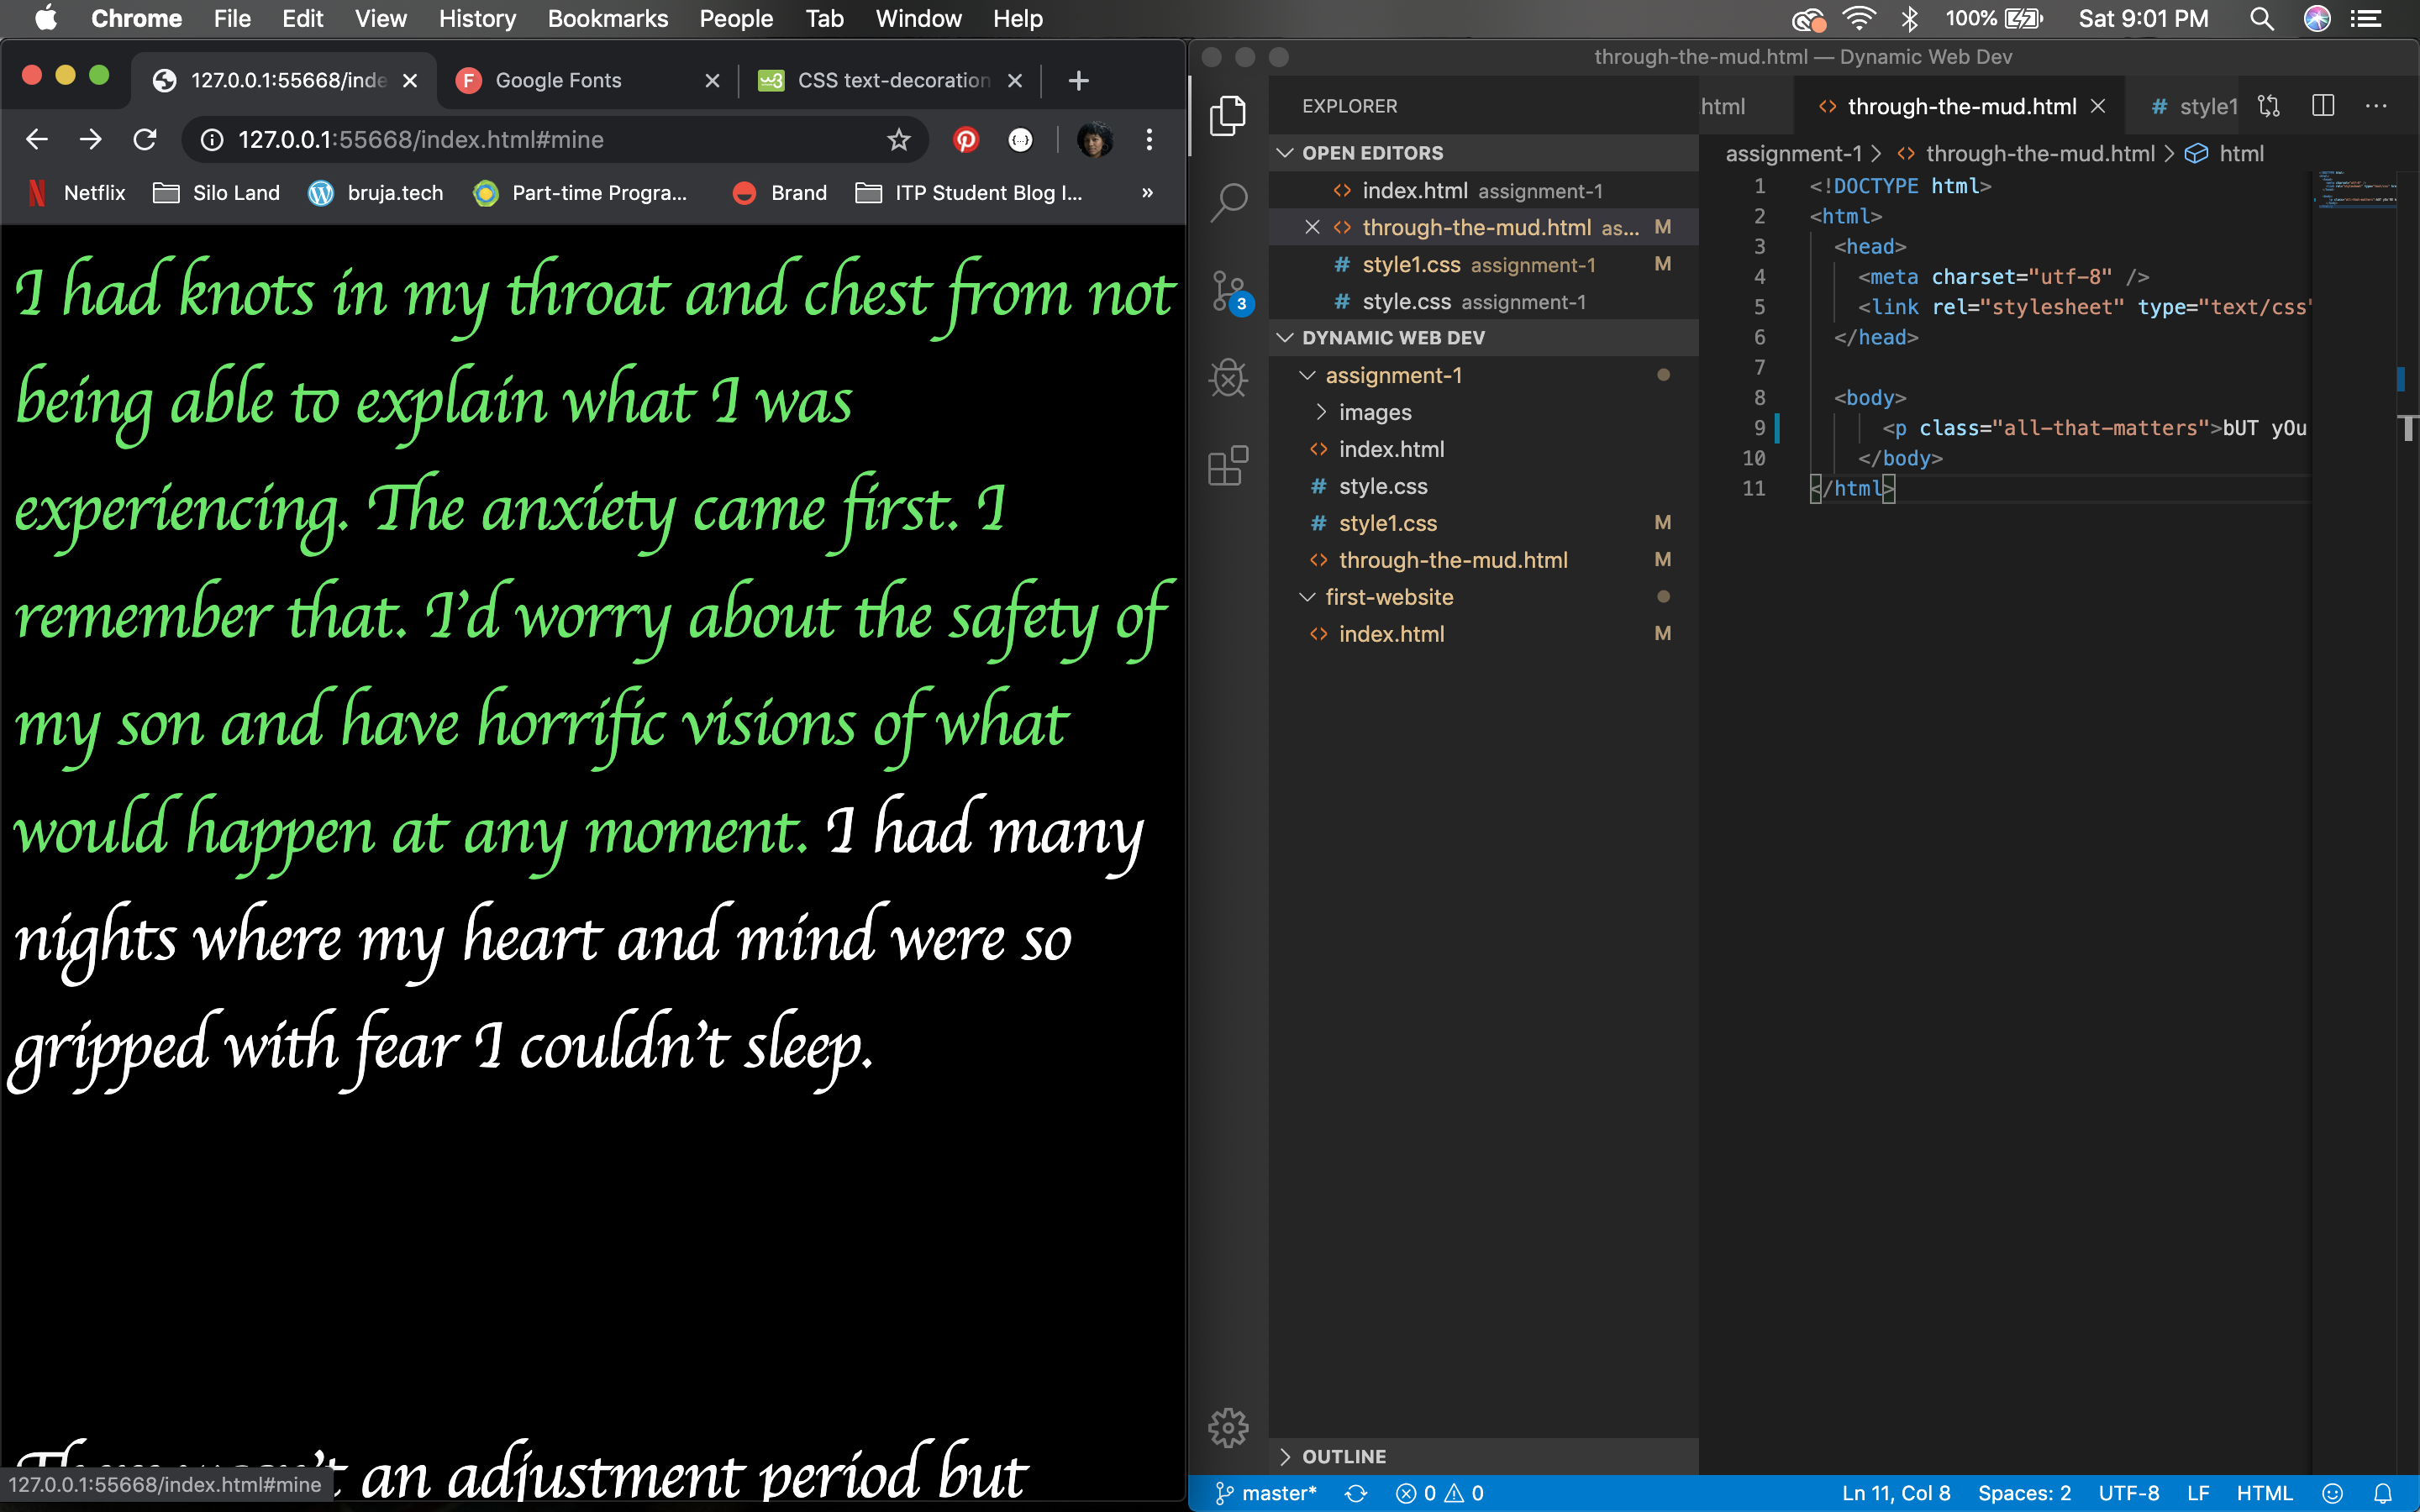 Chrome File Edit View History Bookmarks People Tab Window Help 100% Sat 9:01 PM
127.0.0.1:55668/inde Google Fonts CSS text-decoration
127.0.0.1:55668/index.html#mine
Netflix Silo Land bruja.tech Part-time Progra... Brand ITP Student Blog I... »
I had knots in my throat and chest from not
being able to explain what I was
experiencing. The anxiety came first. I
remember that. I’d worry about the safety of
my son and have horrific visions of what
would happen at any moment. I had many
nights where my heart and mind were so
gripped with fear I couldn’t sleep.
an adjustment period but
127.0.0.1:55668/index.html#mine
through-the-mud.html — Dynamic Web Dev
EXPLORER
OPEN EDITORS
index.html assignment-1
through-the-mud.html as... M
style1.css assignment-1 M
style.css assignment-1
DYNAMIC WEB DEV
assignment-1
images
index.html
style.css
style1.css M
through-the-mud.html M
first-website
index.html M
OUTLINE
3
html through-the-mud.html style1
assignment-1 > through-the-mud.html > html
1 <!DOCTYPE html>
2 <html>
3 <head>
4 <meta charset="utf-8" />
5 <link rel="stylesheet" type="text/css"
6 </head>
7
8 <body>
9 <p class="all-that-matters">bUT yOu
10 </body>
11 </html>
master* 0 0 Ln 11, Col 8 Spaces: 2 UTF-8 LF HTML